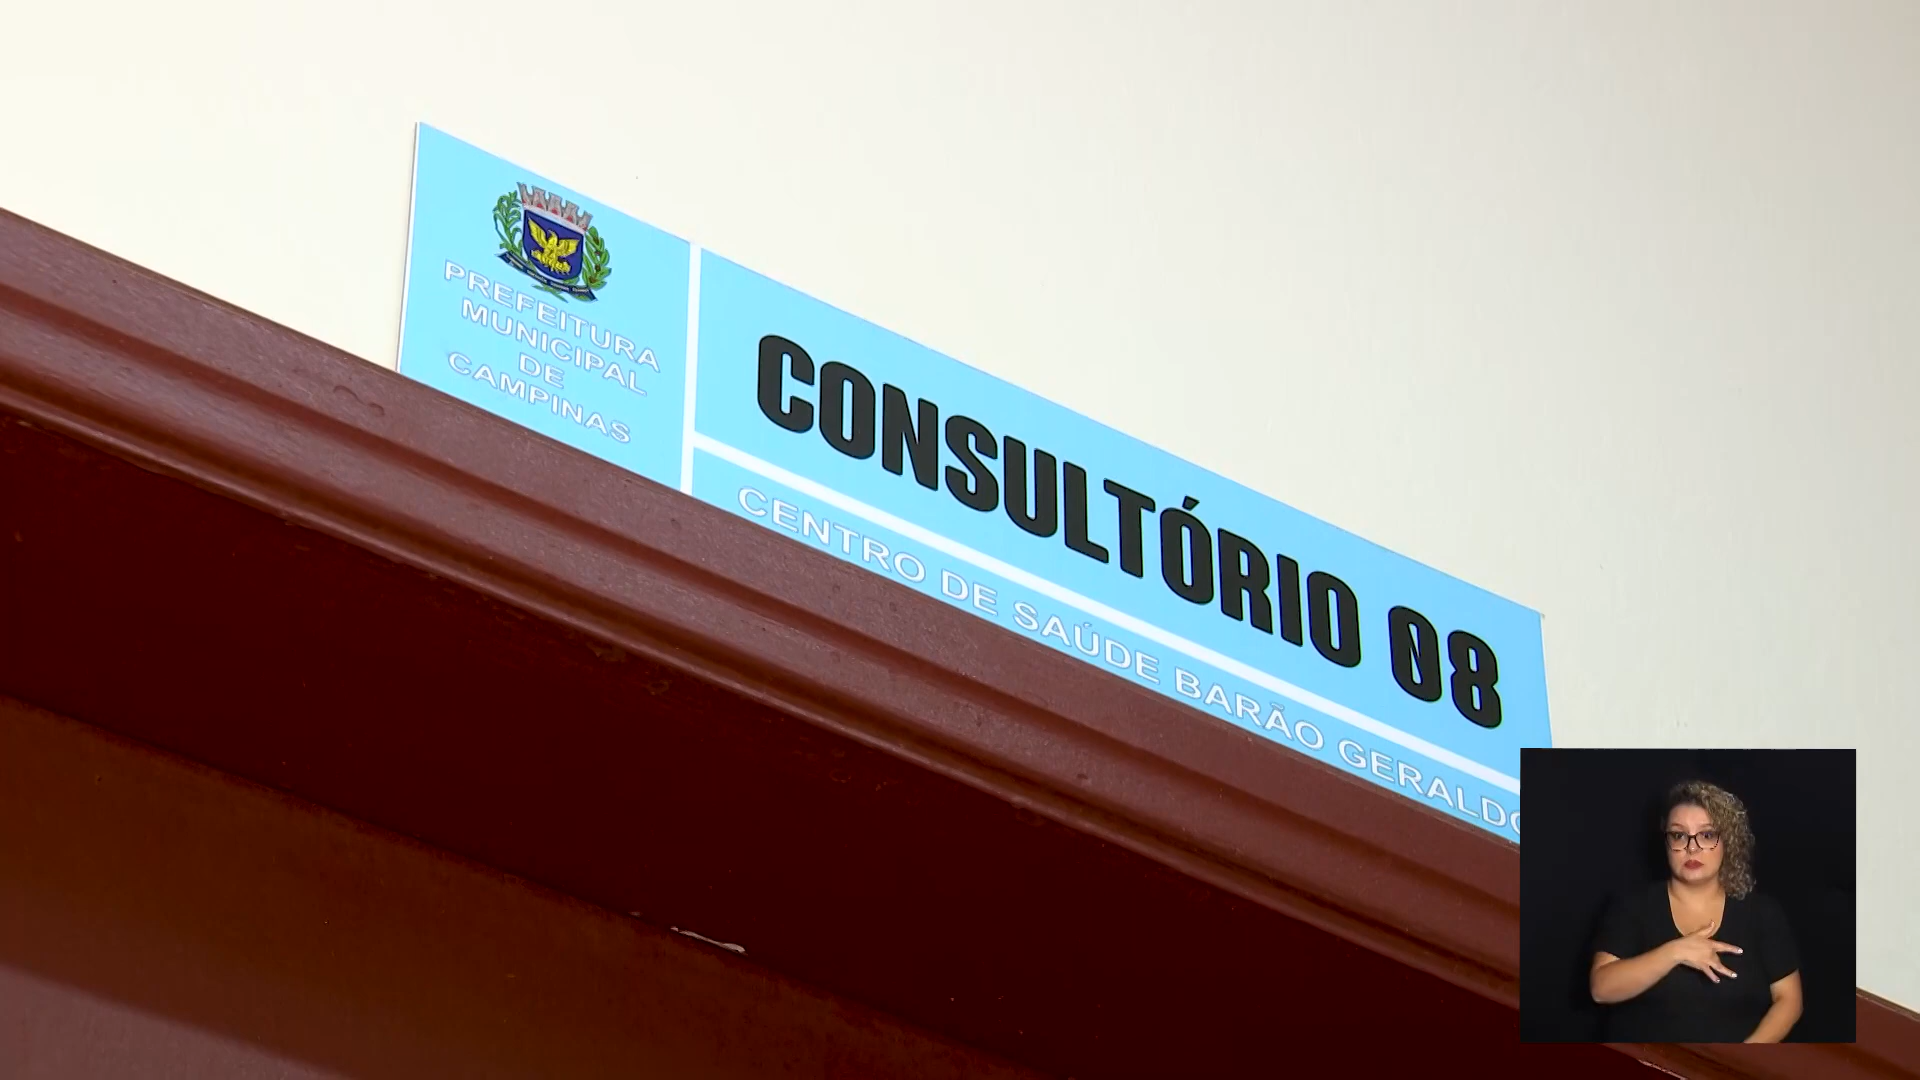 PREFEITURA
MUNICIPAL
DE
CAMPINAS
CONSULTÓRIO 08
CENTRO DE SAÚDE BARÃO GERALDO